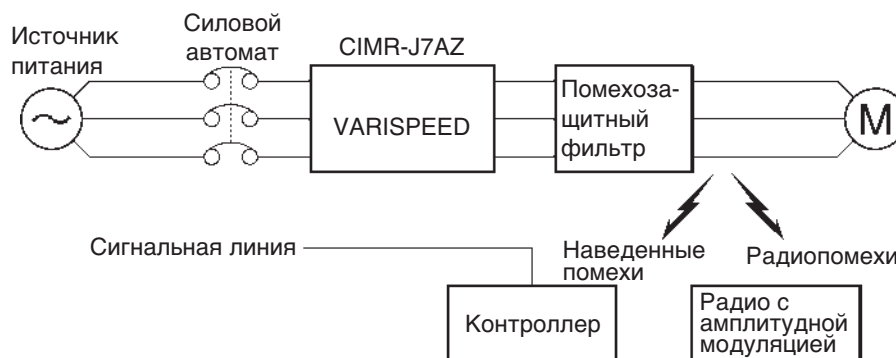 Источник
питания
Силовой
автомат
CIMR-J7AZ
VARISPEED
Помехоза-
щитный
фильтр
M
Сигнальная линия
Наведенные
помехи
Радиопомехи
Контроллер
Радио с
амплитудной
модуляцией